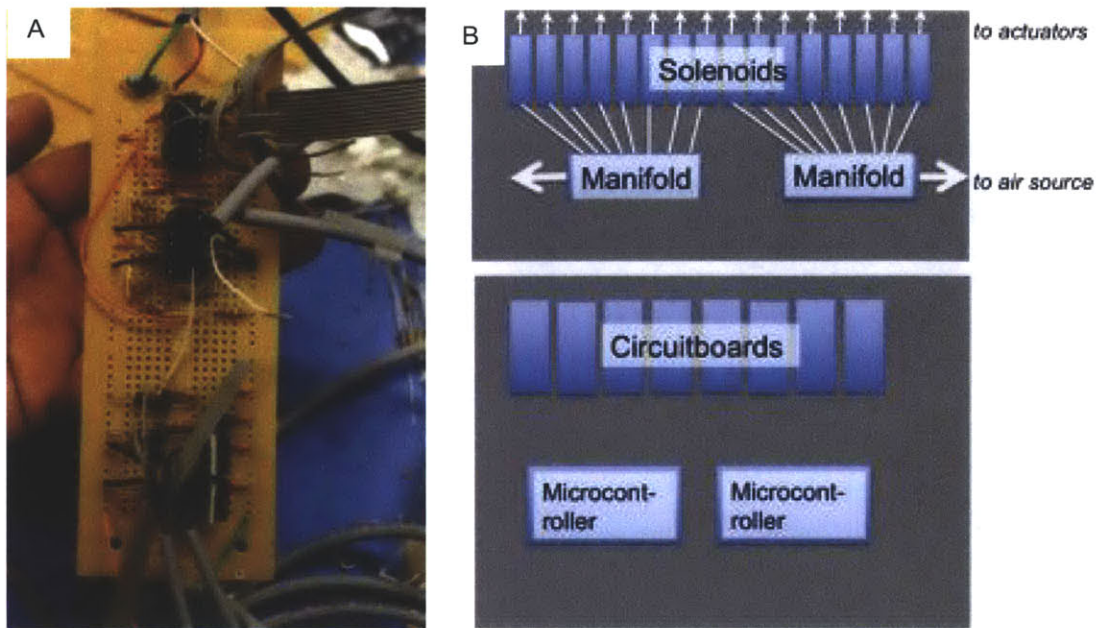 A
B
to actuators
Solenoids
Manifold
Manifold
to air source
Circuitboards
Microcont-
roller
Microcont-
roller